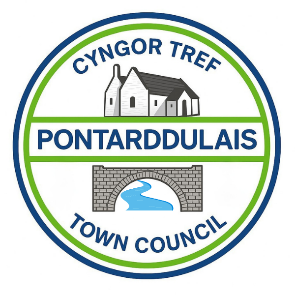 CYNGOR TREF
PONTARDDULAIS
TOWN COUNCIL